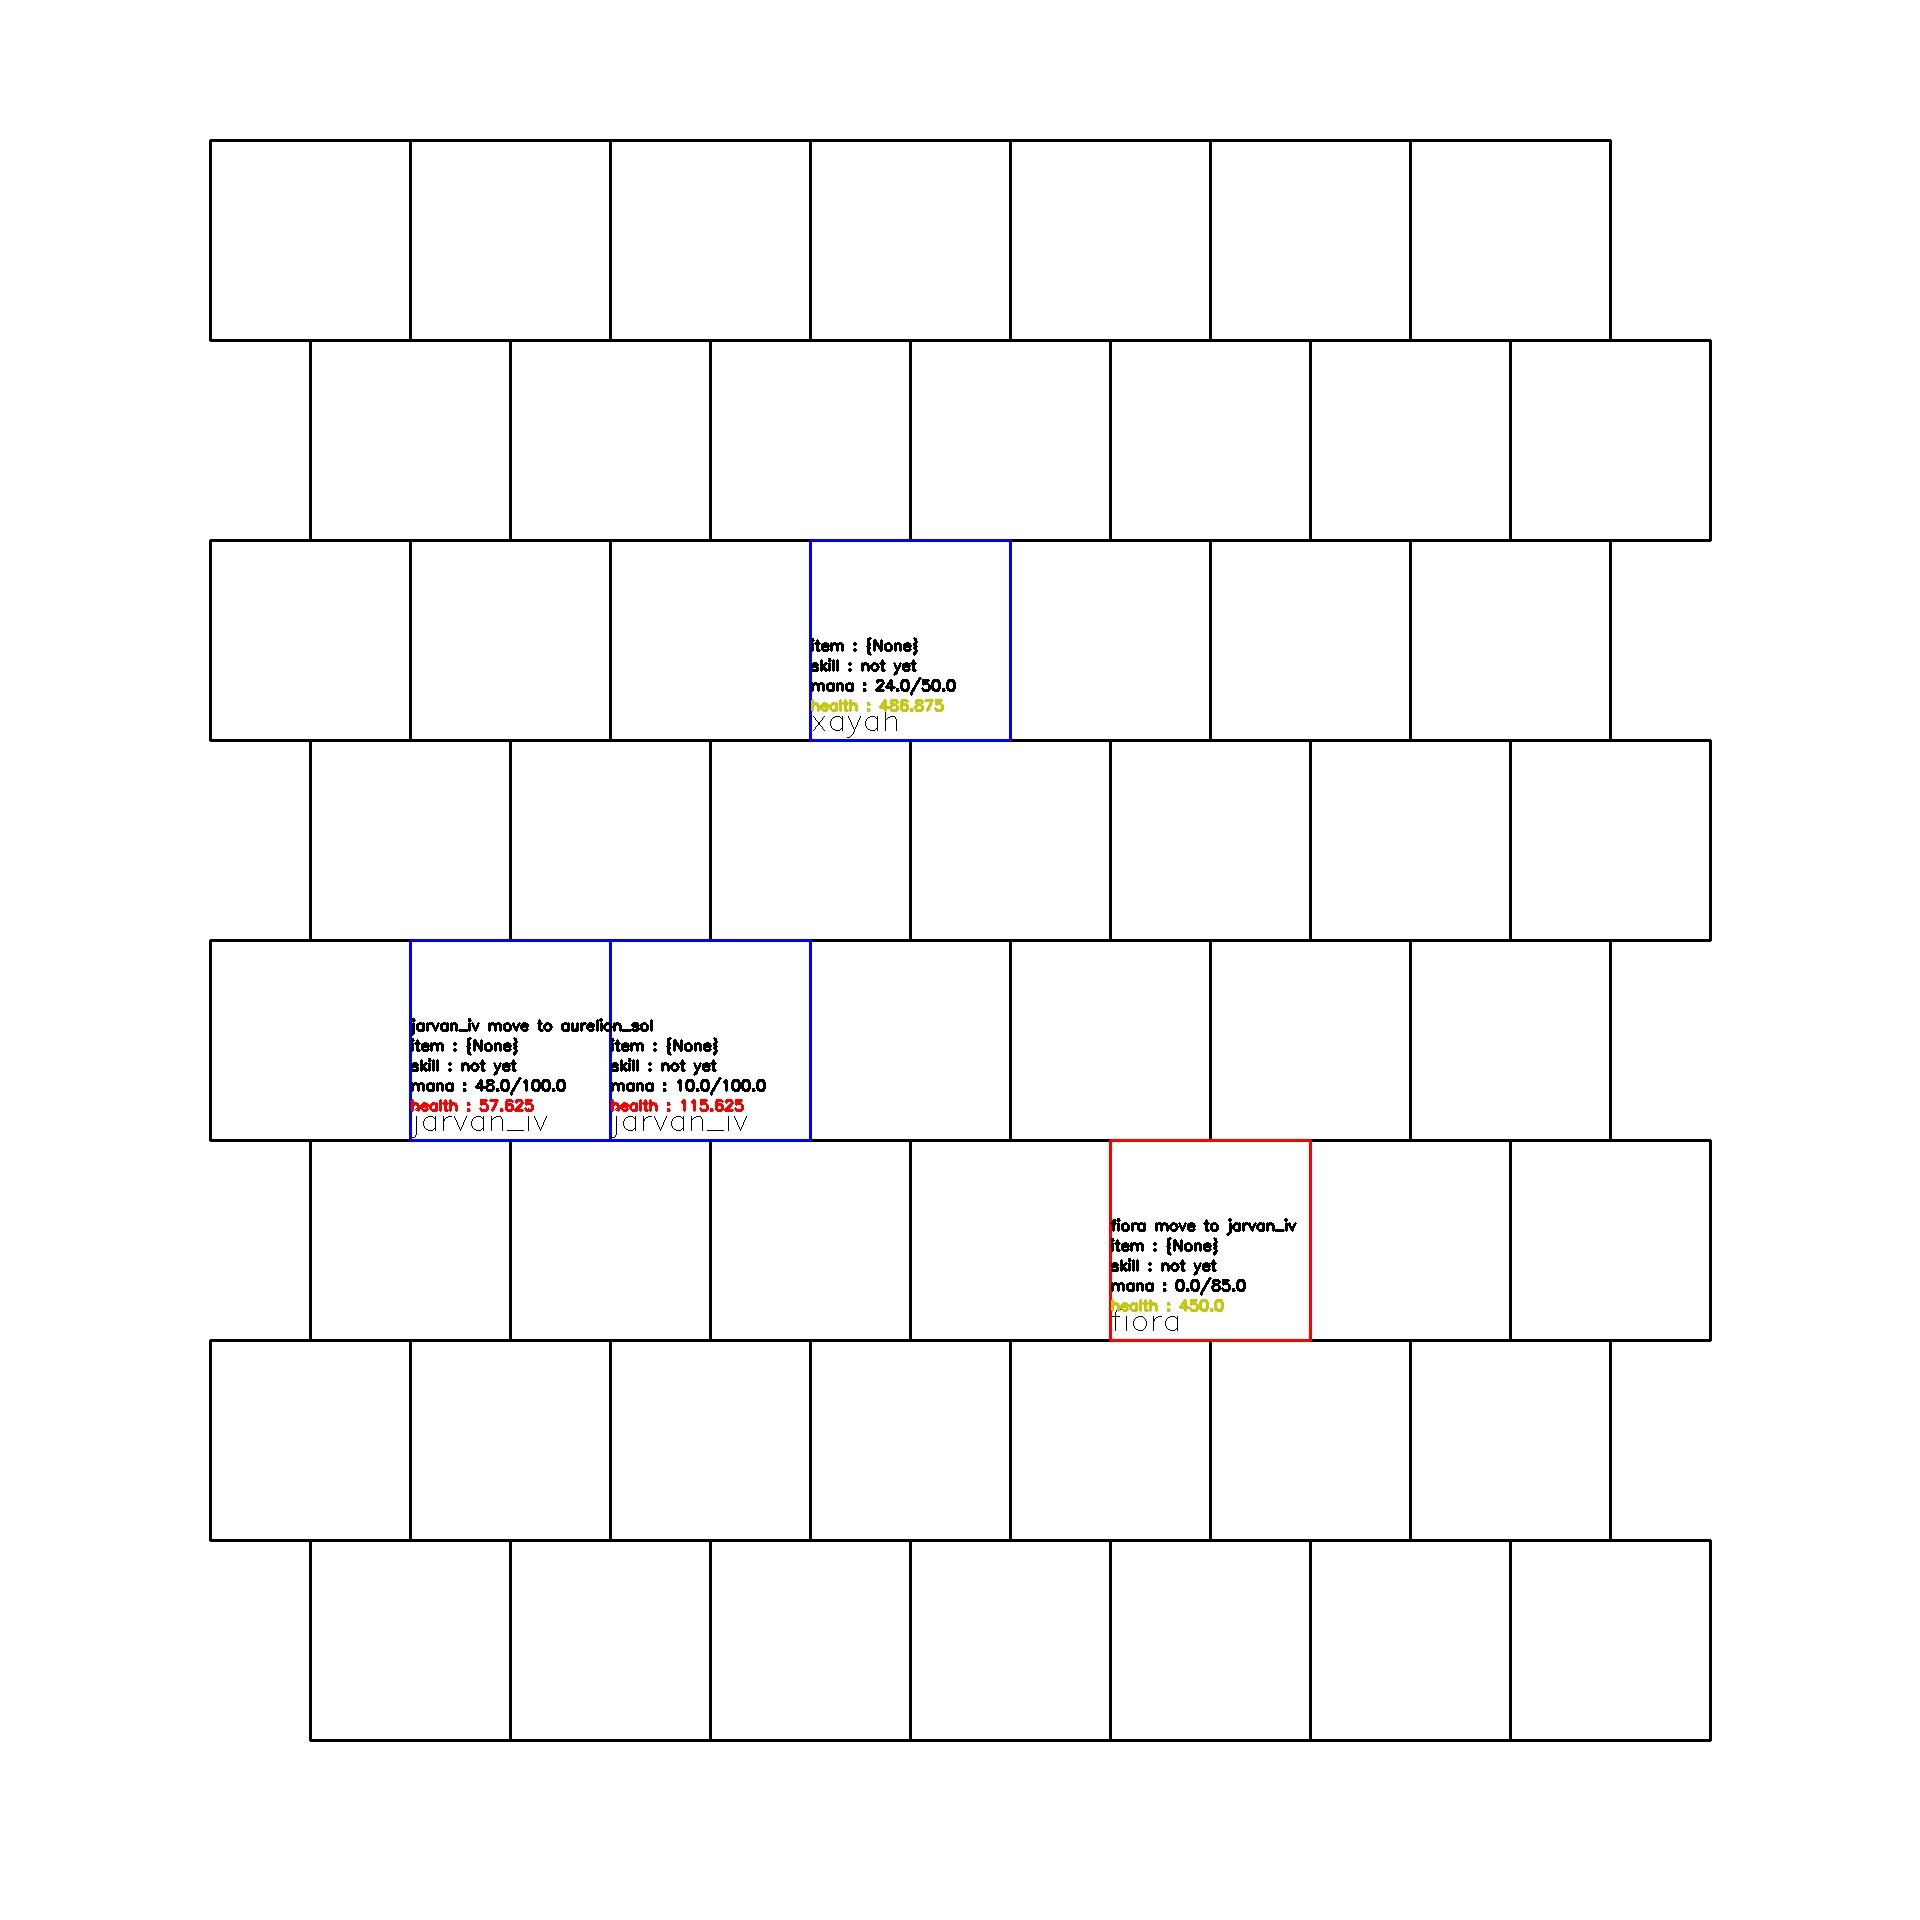 item : {None}
skill : not yet
mana : 24.0/50.0
health : 486.875
xayah
jarvan_iv move to aurelion_sol
item : {None}
skill : not yet
mana : 48.0/100.0
health : 57.625
jarvan_iv
item : {None}
skill : not yet
mana : 10.0/100.0
health : 115.625
jarvan_iv
fiora move to jarvan_iv
item : {None}
skill : not yet
mana : 0.0/85.0
health : 450.0
fiora